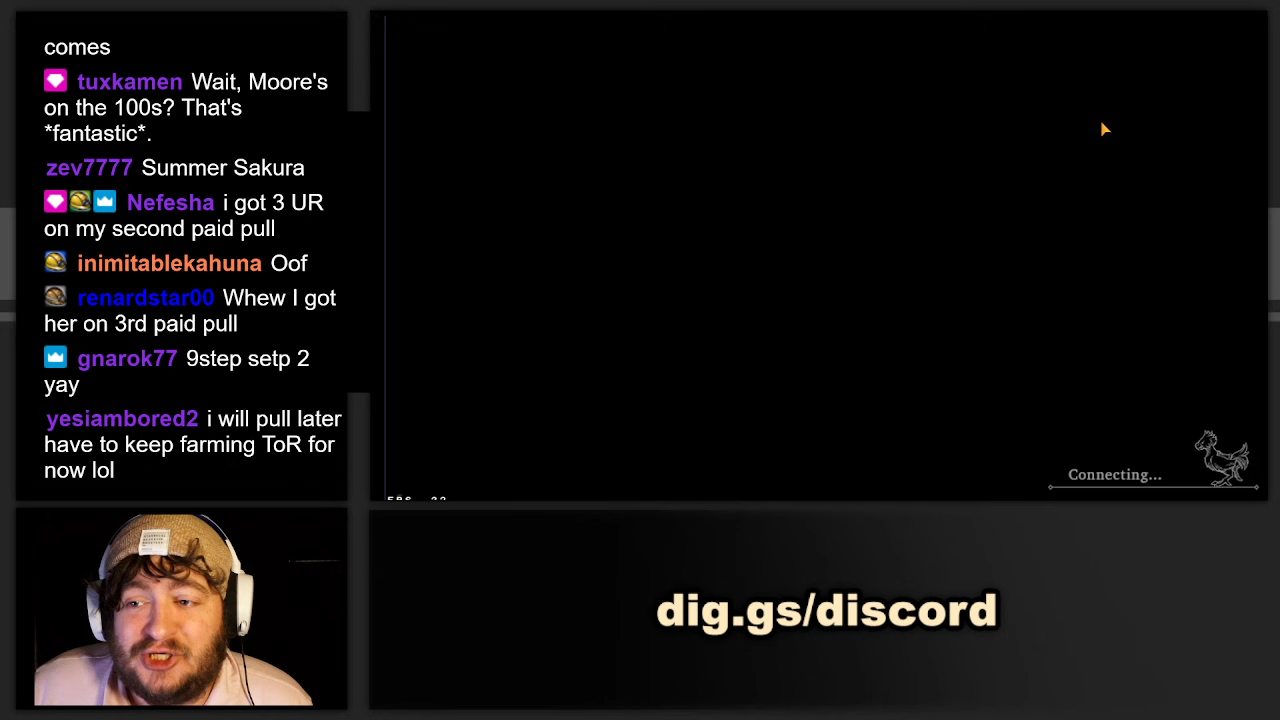 comes
tuxkamen Wait, Moore's
on the 100s? That's
*fantastic*.
zev7777 Summer Sakura
Nefesha i got 3 UR
on my second paid pull
inimitablekahuna Oof
renardstar00 Whew I got
her on 3rd paid pull
gnarok77 9step setp 2
yay
yesiambored2 i will pull later
have to keep farming ToR for
now lol
Connecting...
dig.gs/discord